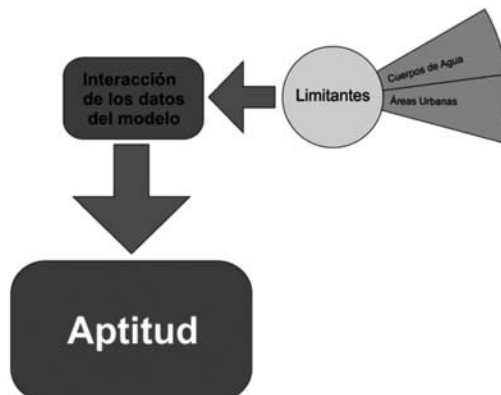 Interacción
de los datos
del modelo
Limitantes
Cuerpos de Agua
Áreas Urbanas
Aptitud